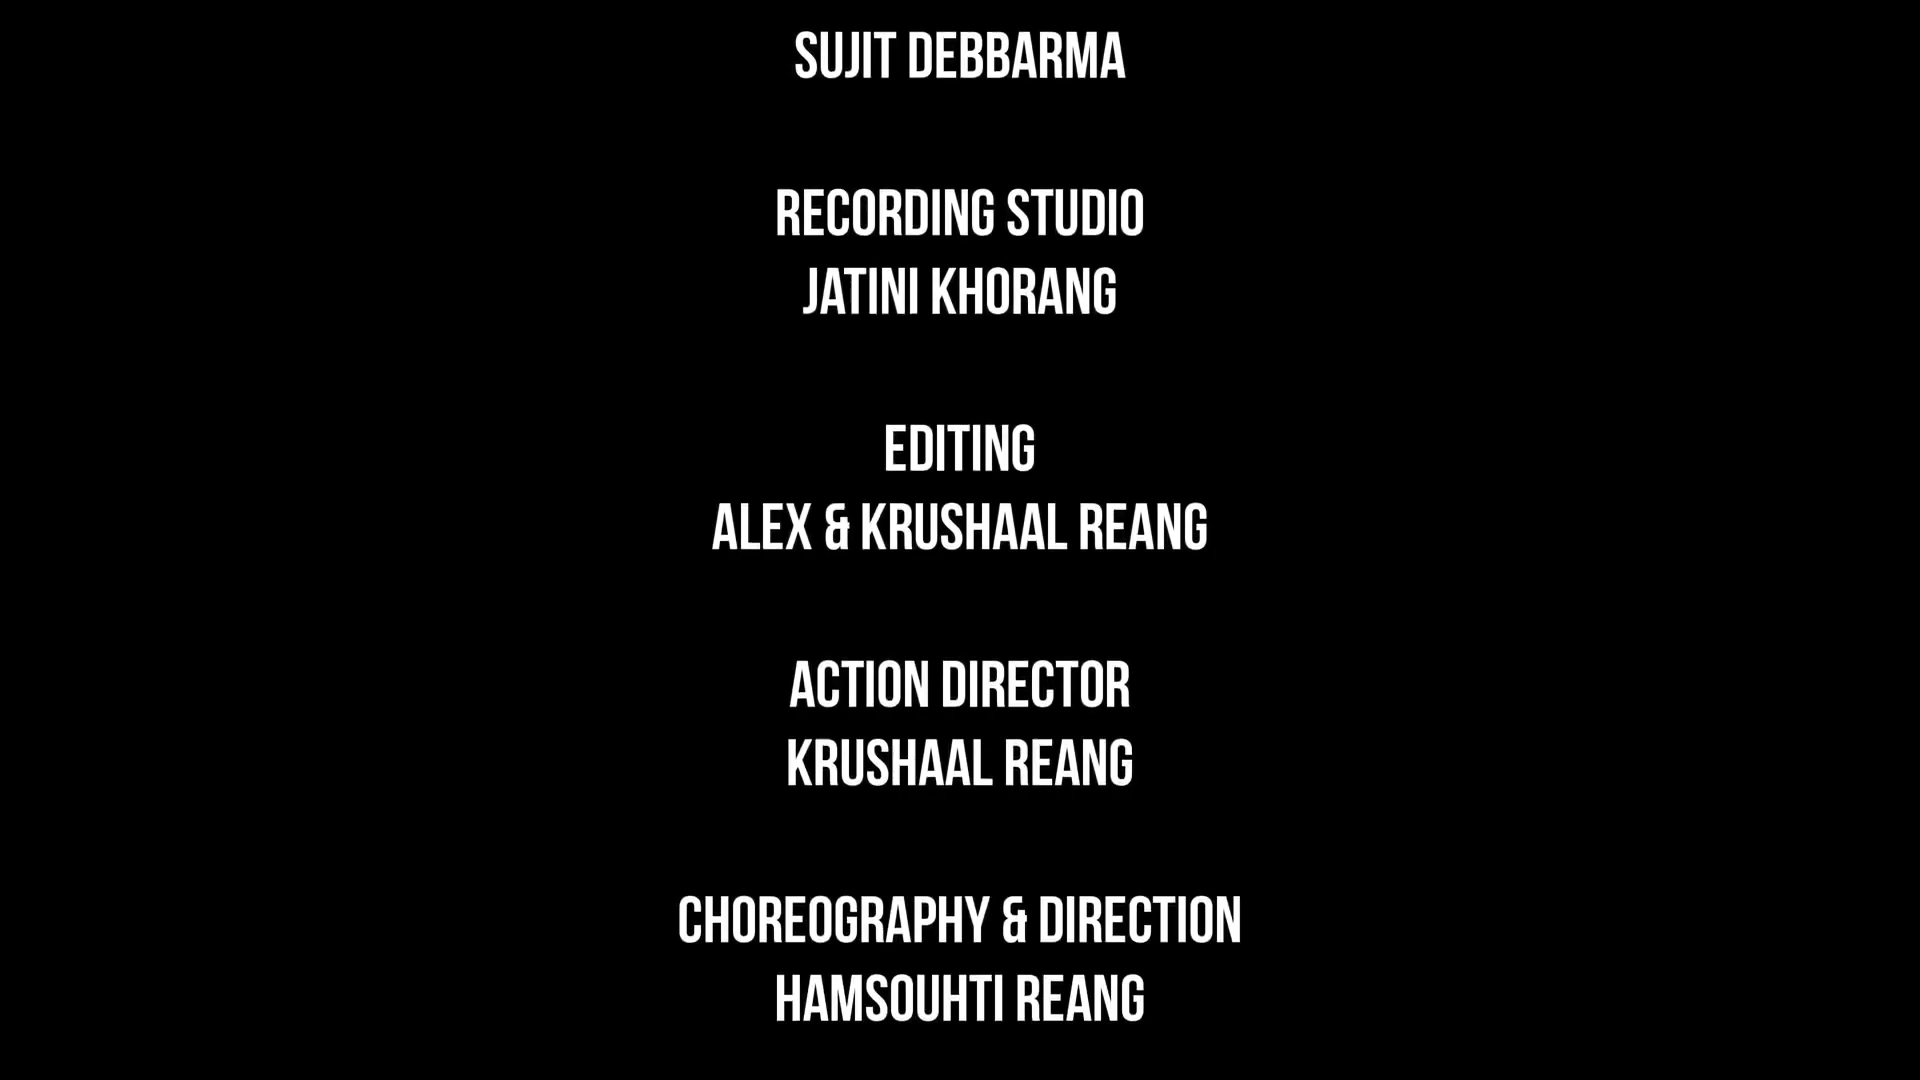 SUJIT DEBBARMA
RECORDING STUDIO
JATINI KHORANG
EDITING
ALEX & KRUSHAAL REANG
ACTION DIRECTOR
KRUSHAAL REANG
CHOREOGRAPHY & DIRECTION
HAMSOUHTI REANG